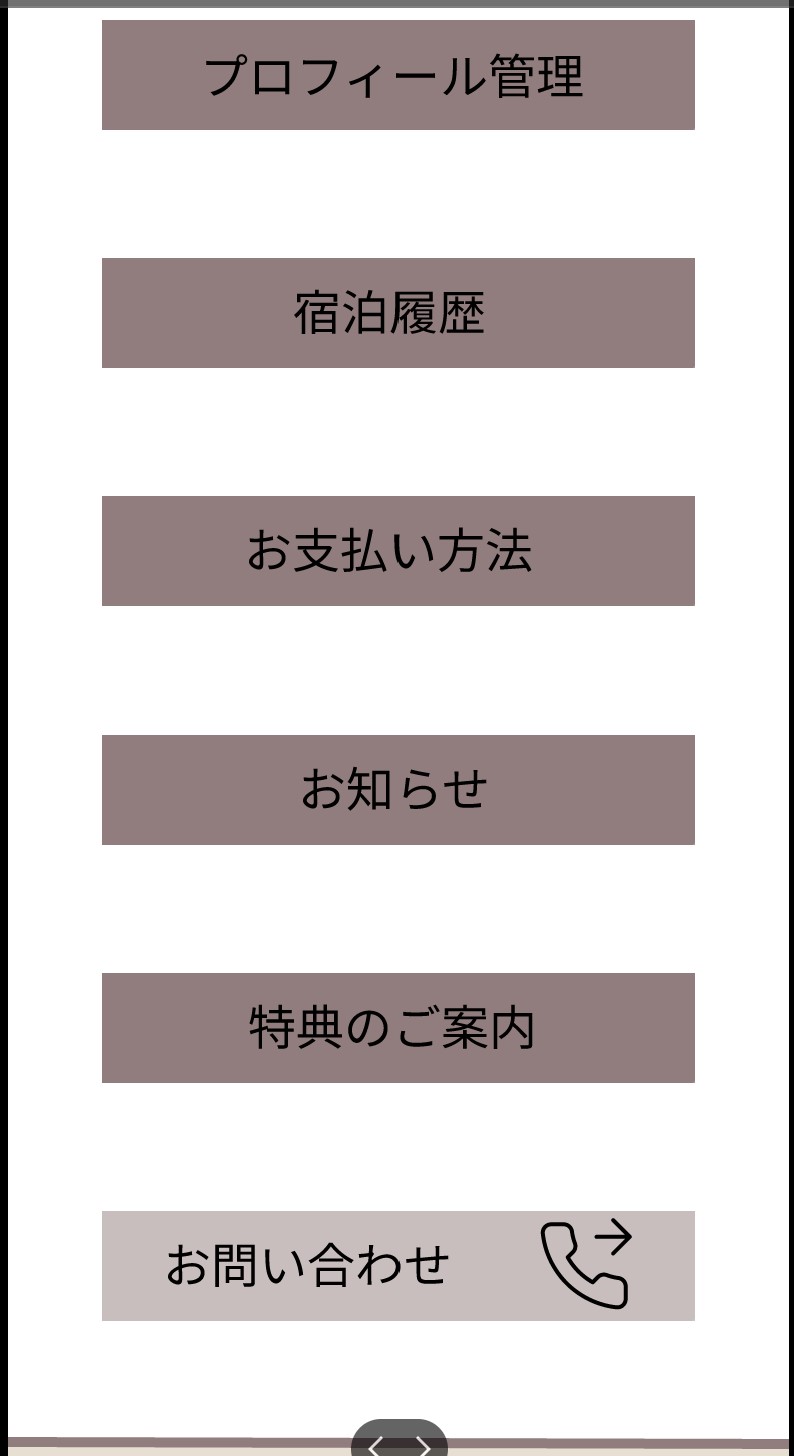 プロフィール管理
宿泊履歴
お支払い方法
お知らせ
特典のご案内
お問い合わせ